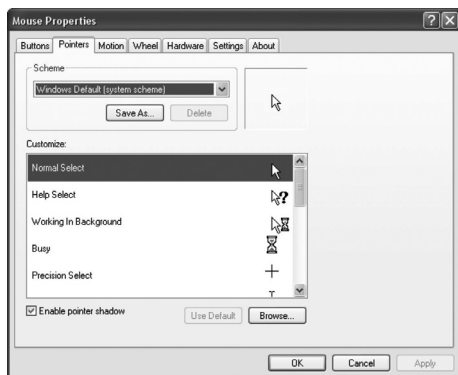 Mouse Properties
Buttons Pointers Motion Wheel Hardware Settings About
Scheme
Windows Default (system scheme)
Save As... Delete
Customize:
Normal Select
Help Select
Working In Background
Busy
Precision Select
Enable pointer shadow
Use Default Browse...
OK Cancel Apply